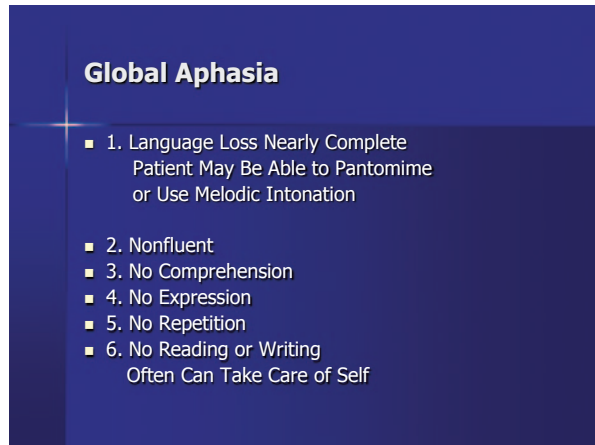 Global Aphasia
1. Language Loss Nearly Complete
Patient May Be Able to Pantomime
or Use Melodic Intonation
2. Nonfluent
3. No Comprehension
4. No Expression
5. No Repetition
6. No Reading or Writing
Often Can Take Care of Self